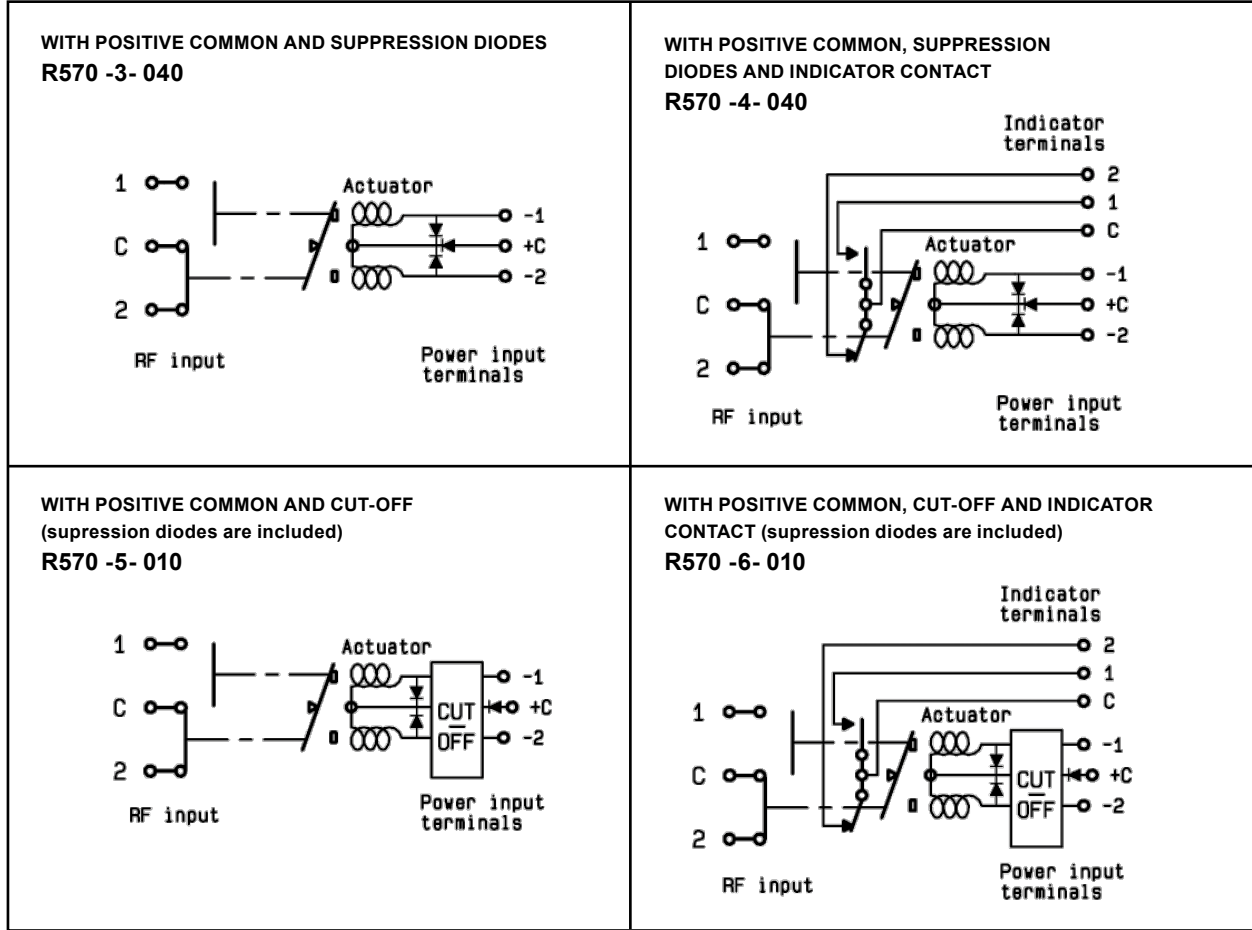 WITH POSITIVE COMMON AND SUPPRESSION DIODES
R570 -3- 040
1
Actuator
-1
C
+C
-2
2
RF input
Power input
terminals
WITH POSITIVE COMMON, SUPPRESSION
DIODES AND INDICATOR CONTACT
R570 -4- 040
Indicator
terminals
2
1
C
1
Actuator
-1
C
+C
-2
2
RF input
Power input
terminals
WITH POSITIVE COMMON AND CUT-OFF
(supression diodes are included)
R570 -5- 010
1
Actuator
-1
C
CUT
+C
OFF
-2
2
RF input
Power input
terminals
WITH POSITIVE COMMON, CUT-OFF AND INDICATOR
CONTACT (supression diodes are included)
R570 -6- 010
Indicator
terminals
2
1
C
1
Actuator
-1
C
CUT
+C
OFF
-2
2
RF input
Power input
terminals